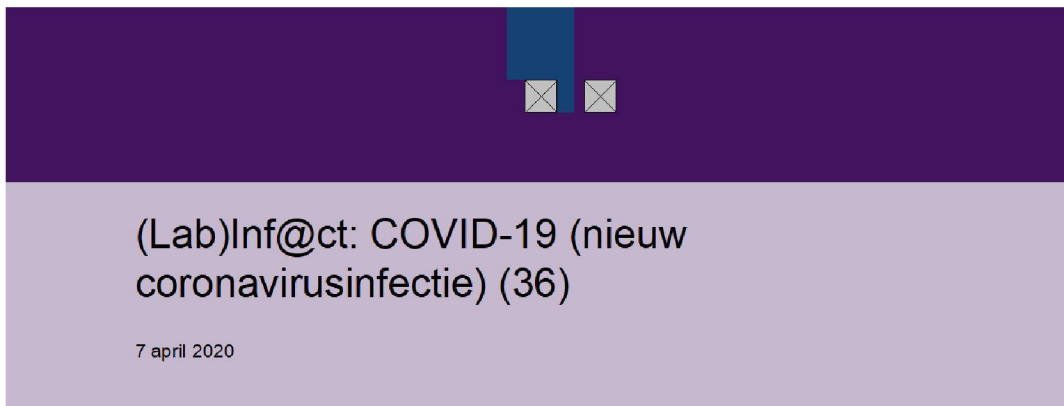 (Lab)Inf@ct: COVID-19 (nieuw
coronavirusinfectie) (36)
7 april 2020